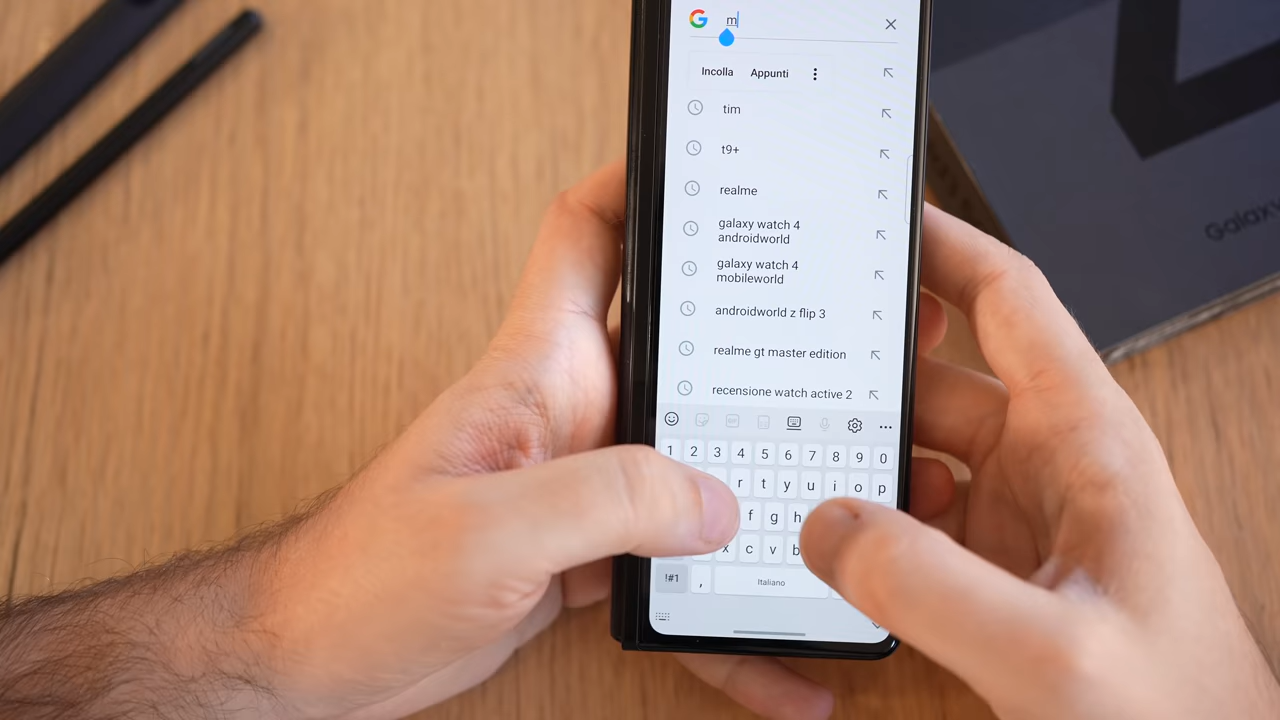 m
Incolla Appunti
tim
t9+
realme
galaxy watch 4
androidworld
galaxy watch 4
mobileworld
androidworld z flip 3
realme gt master edition
recensione watch active 2
1 2 3 4 5 6 7 8 9 0
r t y u i o p
f g h
x c v b
!#1 , Italiano
Galaxy